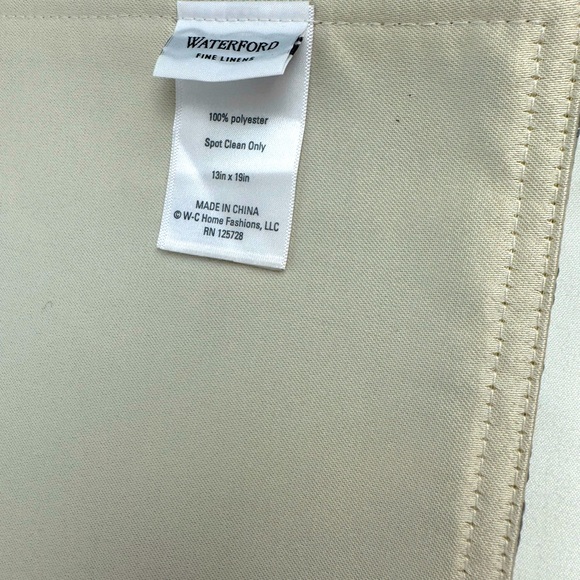 WATERFORD
FINE LINENS
100% polyester
Spot Clean Only
13in x 19in
MADE IN CHINA
© W-C Home Fashions, LLC
RN 125728